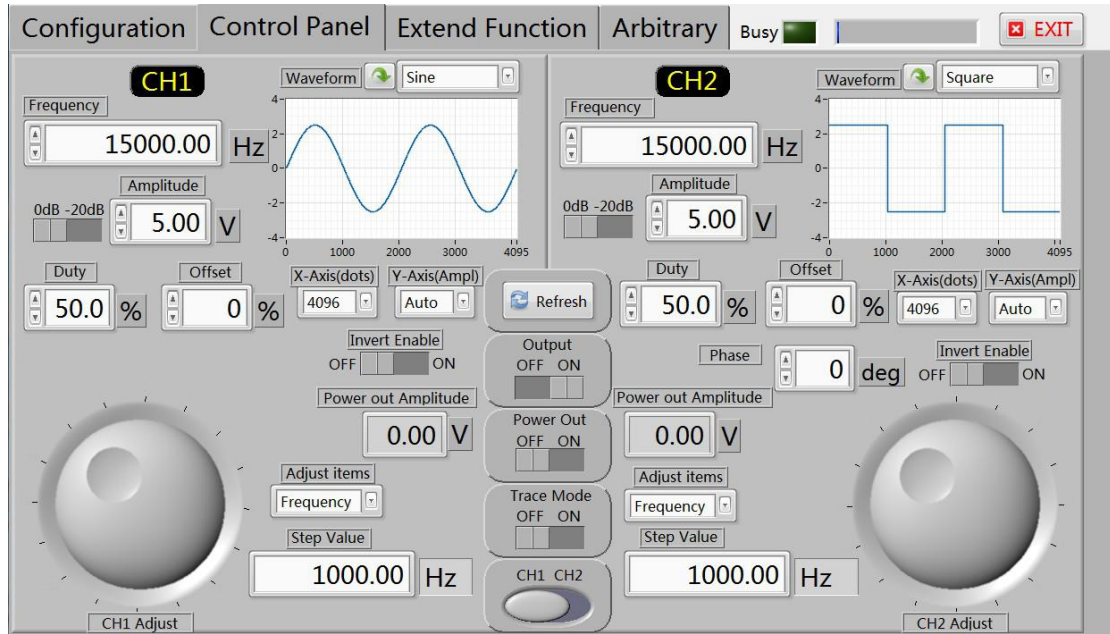 Configuration Control Panel Extend Function Arbitrary Busy EXIT
CH1
Waveform Sine
Frequency
15000.00 Hz
Amplitude
0dB -20dB
5.00 V
4
2
0
-2
-4
0 1000 2000 3000 4095
Duty Offset X-Axis(dots) Y-Axis(Ampl)
50.0 % 0 % 4096 Auto
Invert Enable
OFF ON
Power out Amplitude
0.00 V
Adjust items
Frequency
Step Value
1000.00 Hz
CH1 Adjust
Refresh
Output
OFF ON
Power Out
OFF ON
Trace Mode
OFF ON
CH1 CH2
CH2
Waveform Square
Frequency
15000.00 Hz
Amplitude
0dB -20dB
5.00 V
4
2
0
-2
-4
0 1000 2000 3000 4095
Duty Offset X-Axis(dots) Y-Axis(Ampl)
50.0 % 0 % 4096 Auto
Phase 0 deg
Invert Enable
OFF ON
Power out Amplitude
0.00 V
Adjust items
Frequency
Step Value
1000.00 Hz
CH2 Adjust